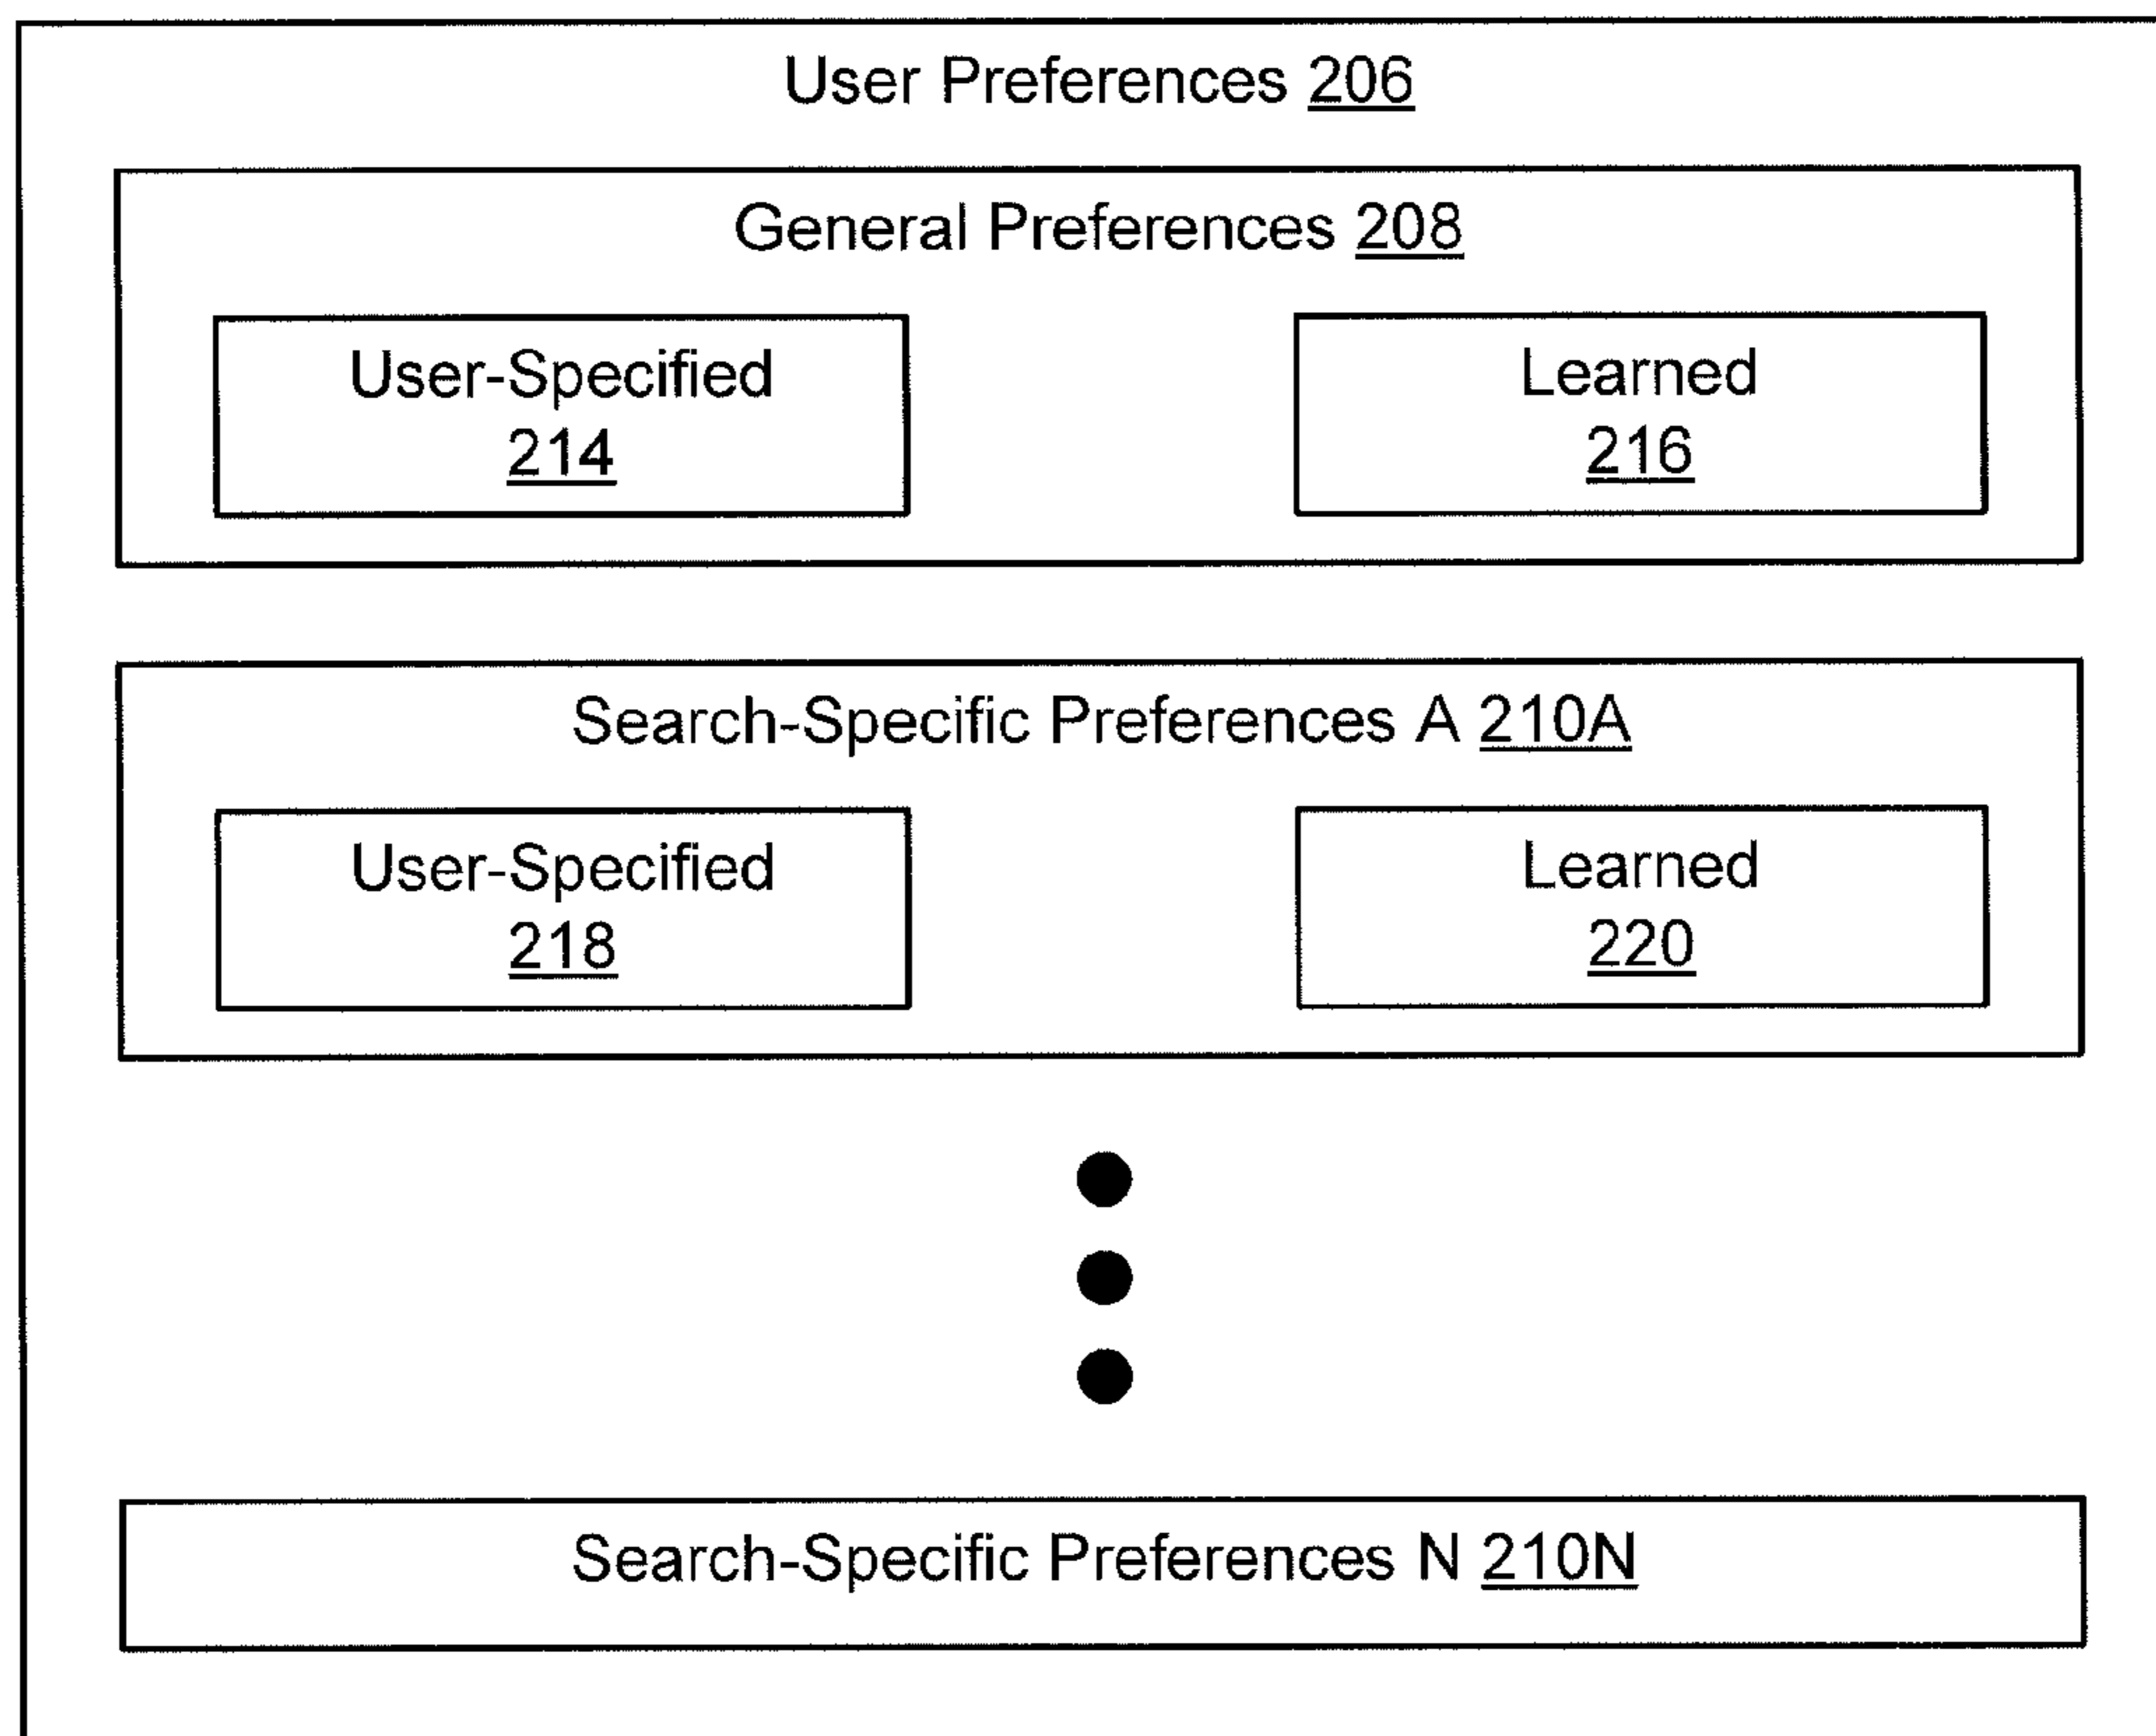 User Preferences 206
General Preferences 208
User-Specified
214
Learned
216
Search-Specific Preferences A 210A
User-Specified
218
Learned
220
Search-Specific Preferences N 210N